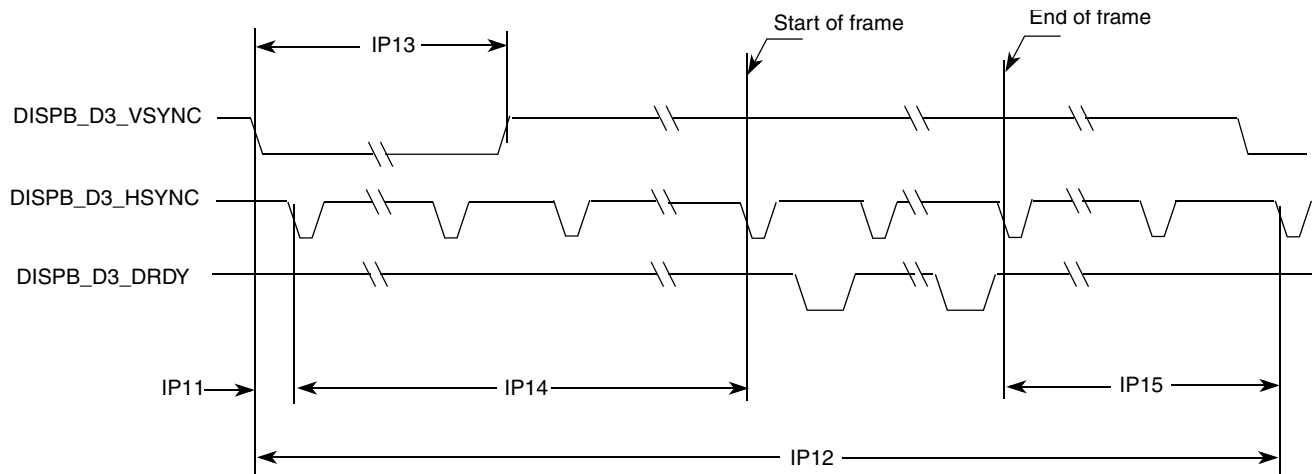 Start of frame
End of frame
IP13
DISPB_D3_VSYNC
DISPB_D3_HSYNC
DISPB_D3_DRDY
IP11
IP14
IP15
IP12